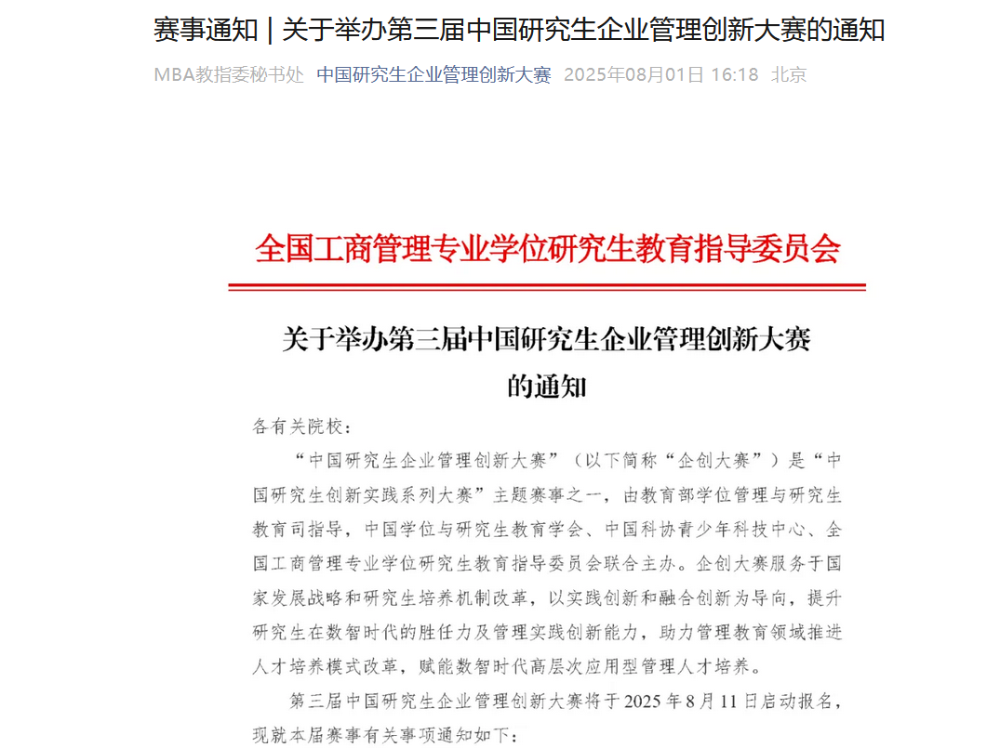 赛事通知 | 关于举办第三届中国研究生企业管理创新大赛的通知
MBA教指委秘书处 中国研究生企业管理创新大赛 2025年08月01日 16:18 北京
全国工商管理专业学位研究生教育指导委员会
关于举办第三届中国研究生企业管理创新大赛
的通知
各有关院校：
“中国研究生企业管理创新大赛”（以下简称“企创大赛”）是“中
国研究生创新实践系列大赛”主题赛事之一，由教育部学位管理与研究生
教育司指导，中国学位与研究生教育学会、中国科协青少年科技中心、全
国工商管理专业学位研究生教育指导委员会联合主办。企创大赛服务于国
家发展战略和研究生培养机制改革，以实践创新和融合创新为导向，提升
研究生在数智时代的胜任力及管理实践创新能力，助力管理教育领域推进
人才培养模式改革，赋能数智时代高层次应用型管理人才培养。
第三届中国研究生企业管理创新大赛将于 2025 年 8 月 11 日启动报名，
现就本届赛事有关事项通知如下：